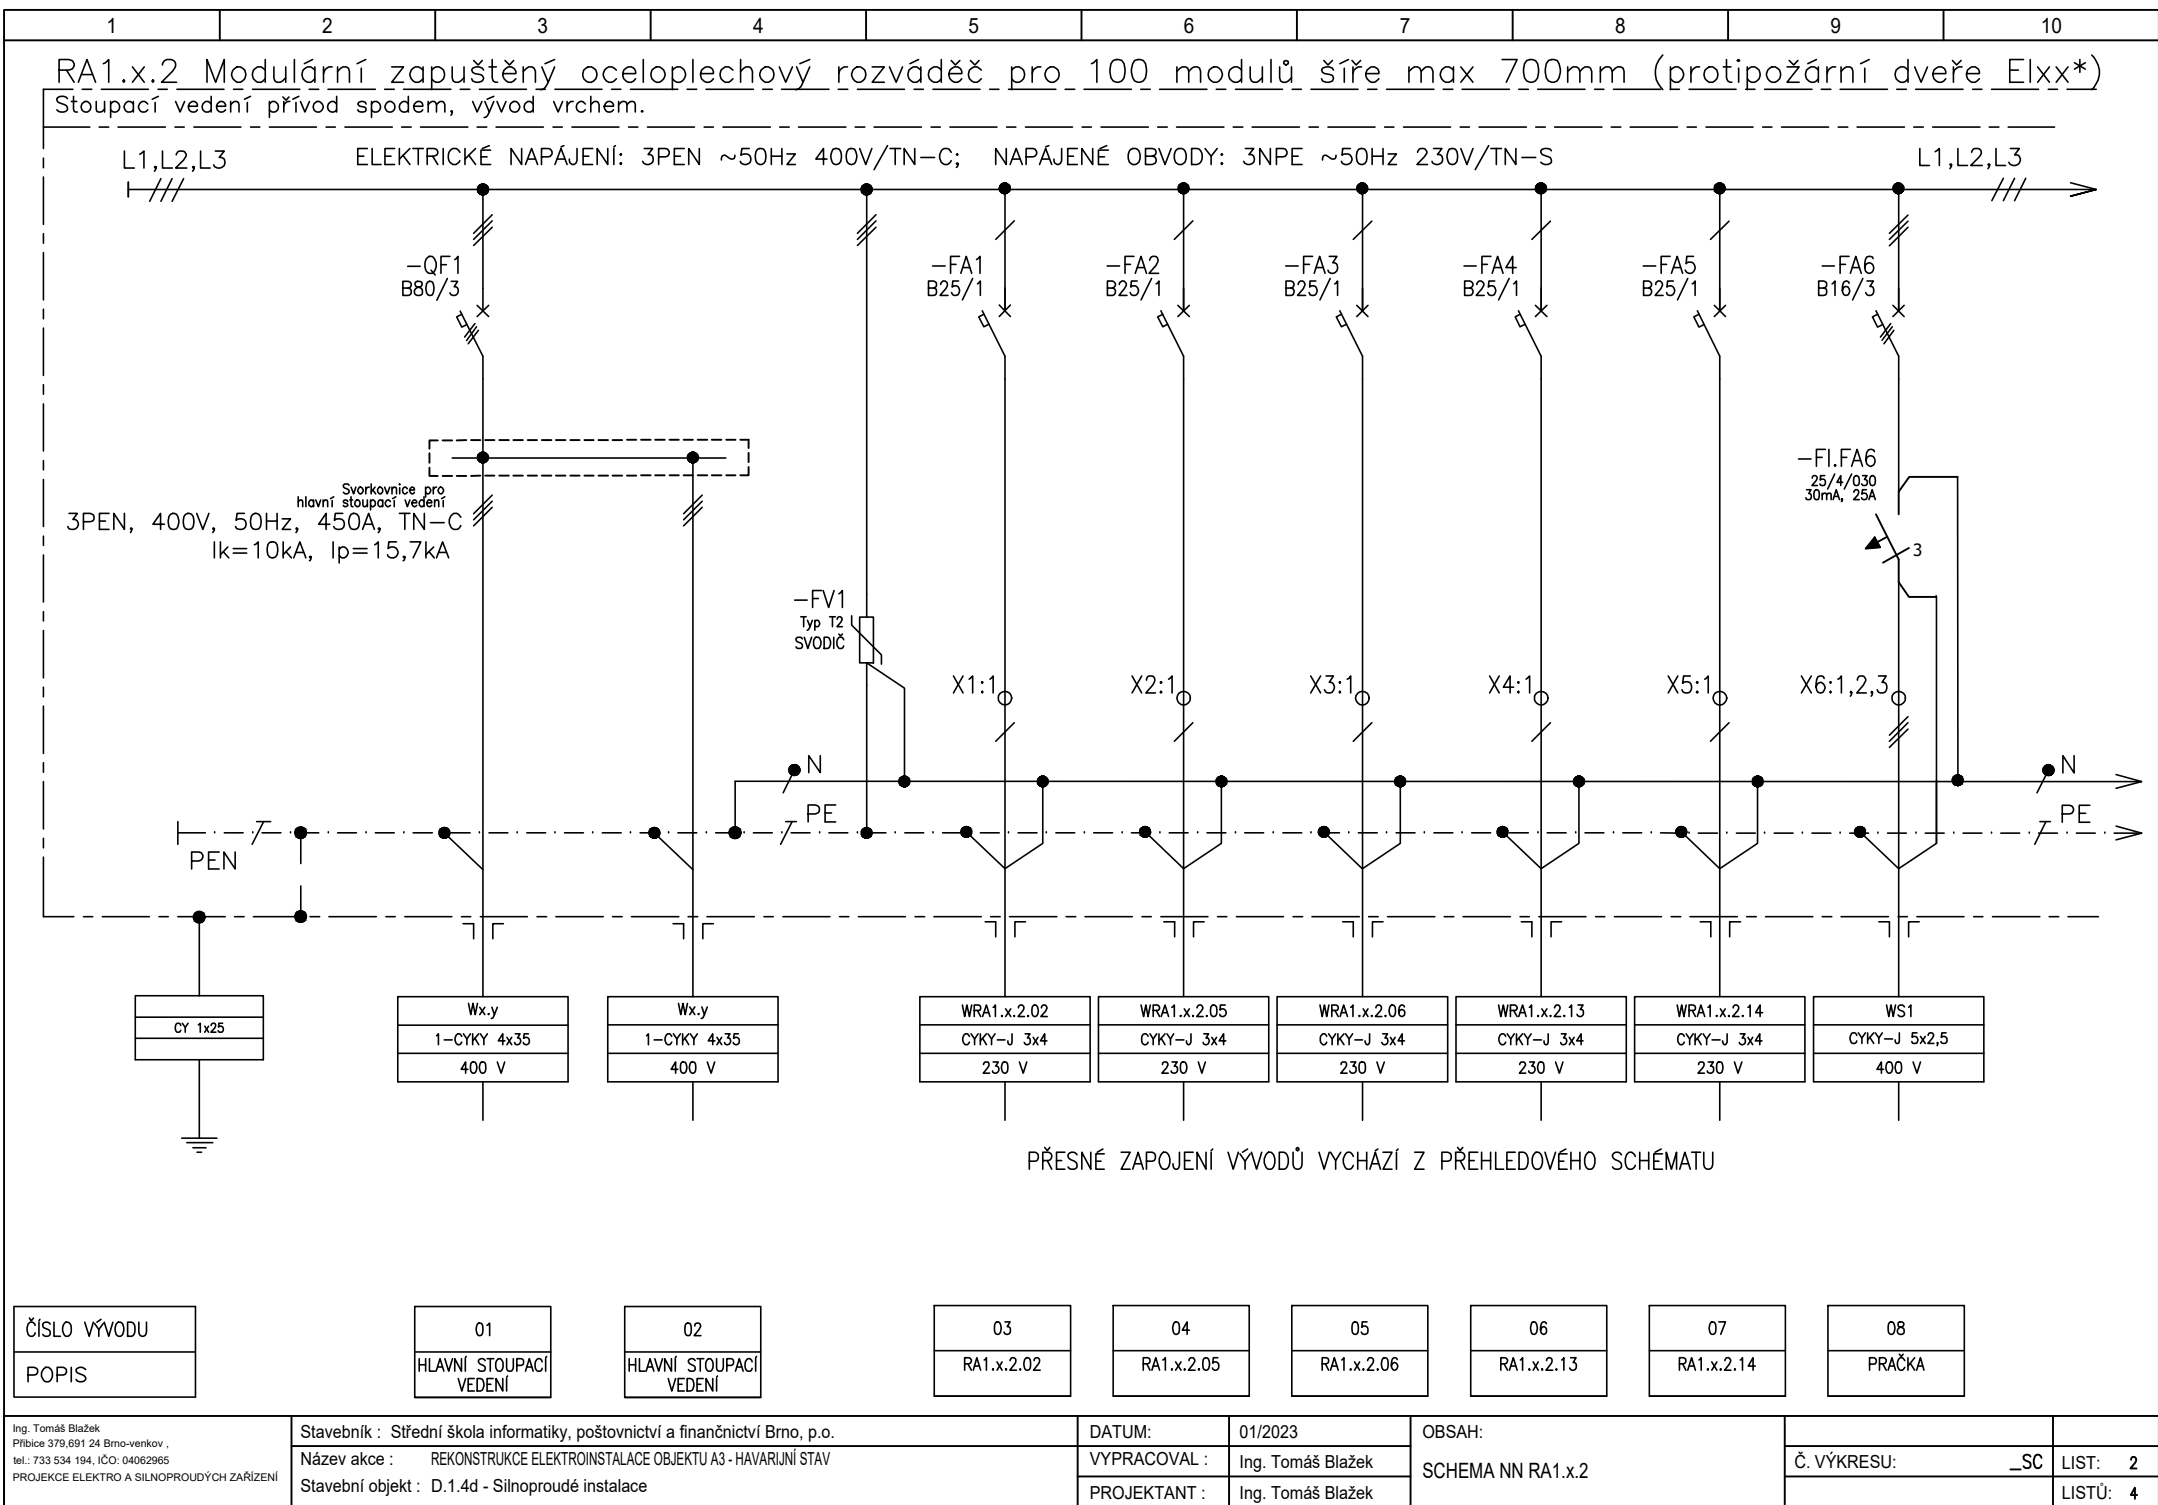 1 2 3 4 5 6 7 8 9 10
RA1.x.2 Modulární zapuštěný oceloplechový rozváděč pro 100 modulů šíře max 700mm (protipožární dveře EIxx*)
Stoupací vedení přívod spodem, vývod vrchem.
L1,L2,L3
ELEKTRICKÉ NAPÁJENÍ: 3PEN ~50Hz 400V/TN-C; NAPÁJENÉ OBVODY: 3NPE ~50Hz 230V/TN-S
L1,L2,L3
-QF1
B80/3
-FA1
B25/1
-FA2
B25/1
-FA3
B25/1
-FA4
B25/1
-FA5
B25/1
-FA6
B16/3
Svorkovnice pro
hlavní stoupací vedení
3PEN, 400V, 50Hz, 450A, TN-C
Ik=10kA, Ip=15,7kA
-FI.FA6
25/4/030
30mA, 25A
3
-FV1
Typ T2
SVODIČ
X1:1
X2:1
X3:1
X4:1
X5:1
X6:1,2,3
N
N
PE
PE
PEN
CY 1x25
Wx.y
1-CYKY 4x35
400 V
Wx.y
1-CYKY 4x35
400 V
WRA1.x.2.02
CYKY-J 3x4
230 V
WRA1.x.2.05
CYKY-J 3x4
230 V
WRA1.x.2.06
CYKY-J 3x4
230 V
WRA1.x.2.13
CYKY-J 3x4
230 V
WRA1.x.2.14
CYKY-J 3x4
230 V
WS1
CYKY-J 5x2,5
400 V
PŘESNÉ ZAPOJENÍ VÝVODŮ VYCHÁZÍ Z PŘEHLEDOVÉHO SCHÉMATU
ČÍSLO VÝVODU
POPIS
01
HLAVNÍ STOUPACÍ
VEDENÍ
02
HLAVNÍ STOUPACÍ
VEDENÍ
03
RA1.x.2.02
04
RA1.x.2.05
05
RA1.x.2.06
06
RA1.x.2.13
07
RA1.x.2.14
08
PRAČKA
Ing. Tomáš Blažek
Přibice 379,691 24 Brno-venkov ,
tel.: 733 534 194, IČO: 04062965
PROJEKCE ELEKTRO A SILNOPROUDÝCH ZAŘÍZENÍ
Stavebník : Střední škola informatiky, poštovnictví a finančnictví Brno, p.o.
Název akce : REKONSTRUKCE ELEKTROINSTALACE OBJEKTU A3 - HAVARIJNÍ STAV
Stavební objekt : D.1.4d - Silnoproudé instalace
DATUM: 01/2023
VYPRACOVAL : Ing. Tomáš Blažek
PROJEKTANT : Ing. Tomáš Blažek
OBSAH:
SCHEMA NN RA1.x.2
Č. VÝKRESU: _SC
LIST: 2
LISTŮ: 4